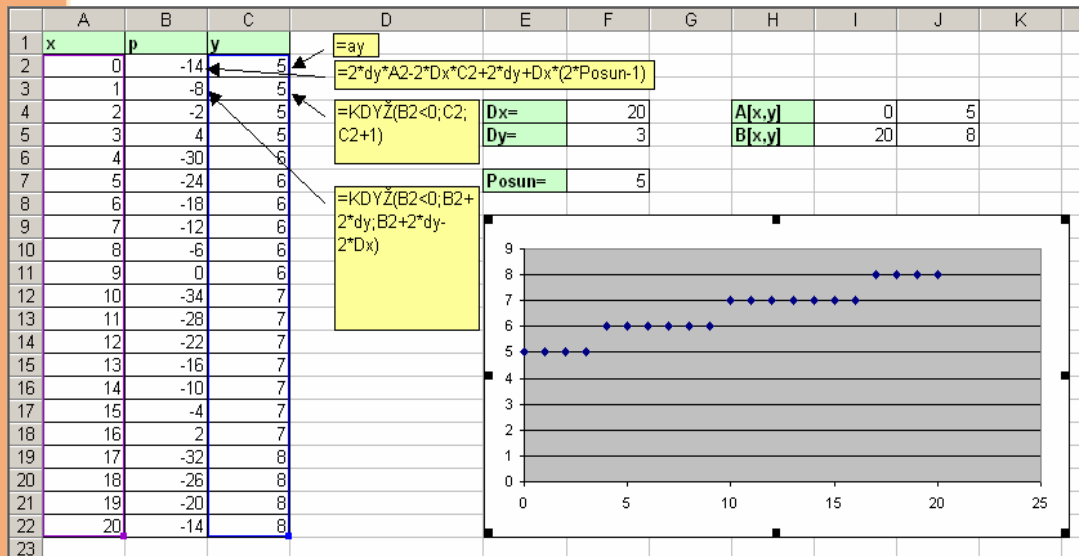 A B C D E F G H I J K
1 x p y =ay
2 0 -14 5 =2*dy*A2-2*Dx*C2+2*dy+Dx*(2*Posun-1)
3 1 -8 5
4 2 -2 5 =KDYŽ(B2<0;C2; Dx= 20 A[x,y] 0 5
5 3 4 5 C2+1) Dy= 3 B[x,y] 20 8
6 4 -30 6
7 5 -24 6 Posun= 5
8 6 -18 6 =KDYŽ(B2<0;B2+
9 7 -12 6 2*dy;B2+2*dy-
10 8 -6 6 2*Dx)
11 9 0 6
12 10 -34 7
13 11 -28 7
14 12 -22 7
15 13 -16 7
16 14 -10 7
17 15 -4 7
18 16 2 7
19 17 -32 8
20 18 -26 8
21 19 -20 8
22 20 -14 8
23
9
8
7
6
5
4
3
2
1
0
0 5 10 15 20 25